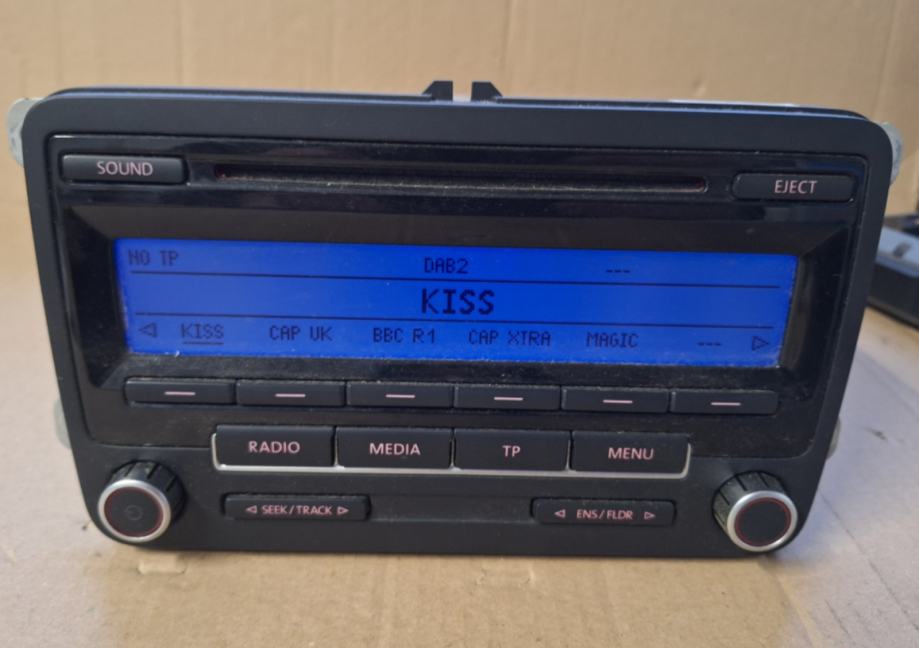 SOUND
EJECT
NO TP DAB2 ---
KISS
◁ KISS CAP UK BBC R1 CAP XTRA MAGIC --- ▷
RADIO MEDIA TP MENU
◁ SEEK/TRACK ▷
◁ ENS/FLDR ▷